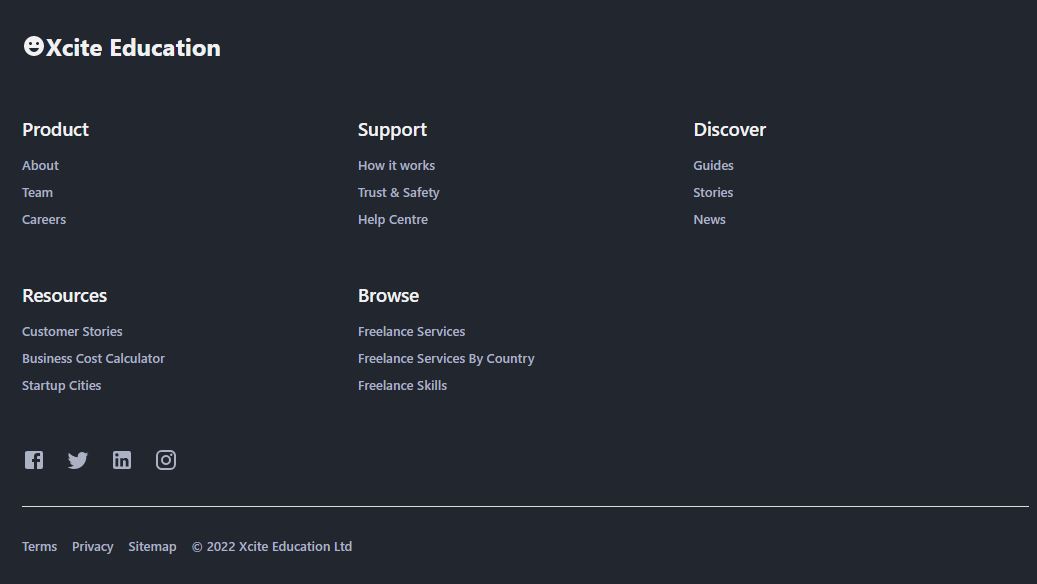 Xcite Education
Product
About
Team
Careers
Support
How it works
Trust & Safety
Help Centre
Discover
Guides
Stories
News
Resources
Customer Stories
Business Cost Calculator
Startup Cities
Browse
Freelance Services
Freelance Services By Country
Freelance Skills
Terms Privacy Sitemap © 2022 Xcite Education Ltd